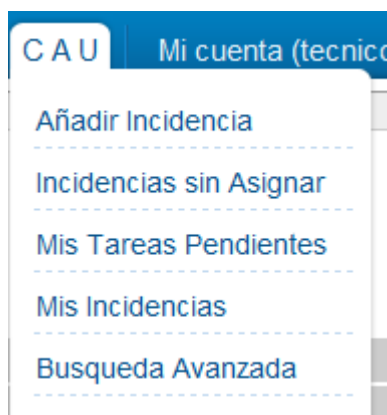 C A U Mi cuenta (tecnico
Añadir Incidencia
Incidencias sin Asignar
Mis Tareas Pendientes
Mis Incidencias
Busqueda Avanzada